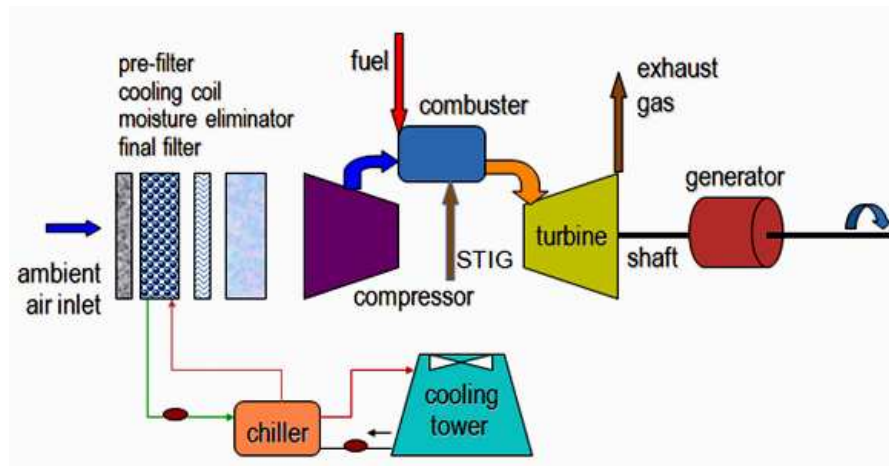 pre-filter
cooling coil
moisture eliminator
final filter
fuel
combuster
exhaust
gas
generator
ambient
air inlet
STIG
compressor
turbine
shaft
chiller
cooling
tower